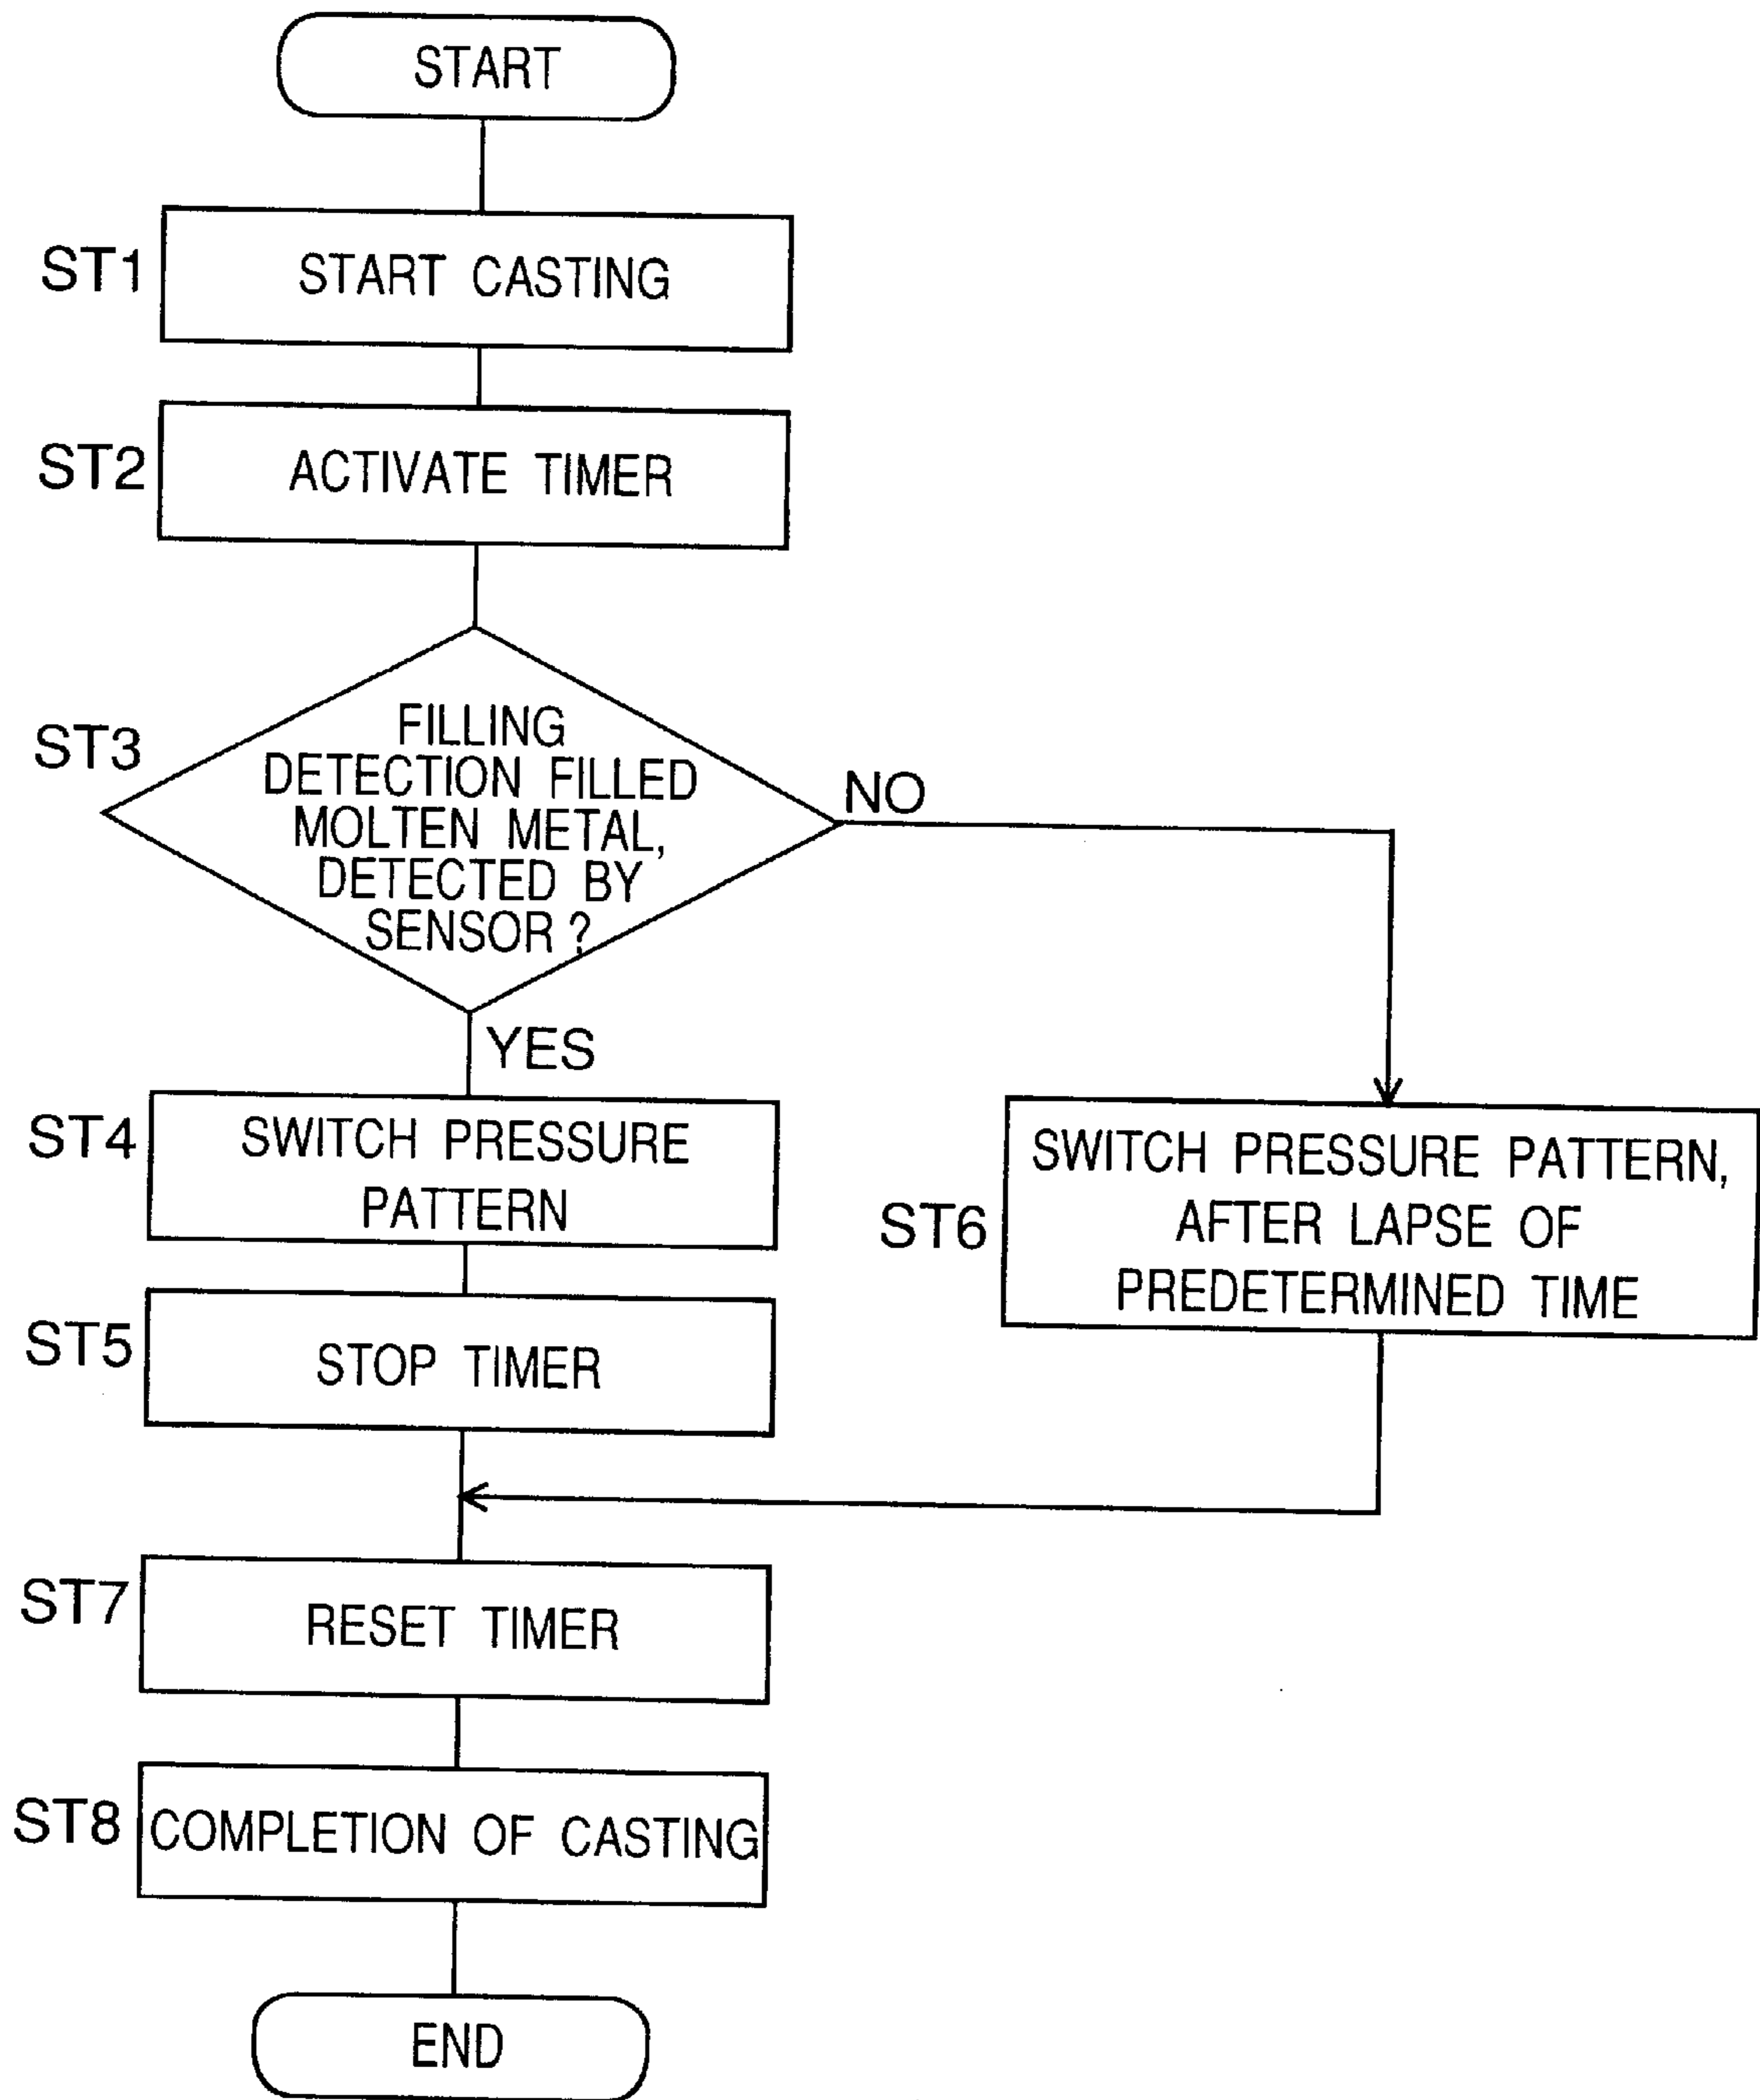 START
ST1
START CASTING
ST2
ACTIVATE TIMER
ST3
FILLING
DETECTION FILLED
MOLTEN METAL,
DETECTED BY
SENSOR ?
NO
YES
ST4
SWITCH PRESSURE
PATTERN
ST6
SWITCH PRESSURE PATTERN,
AFTER LAPSE OF
PREDETERMINED TIME
ST5
STOP TIMER
ST7
RESET TIMER
ST8
COMPLETION OF CASTING
END